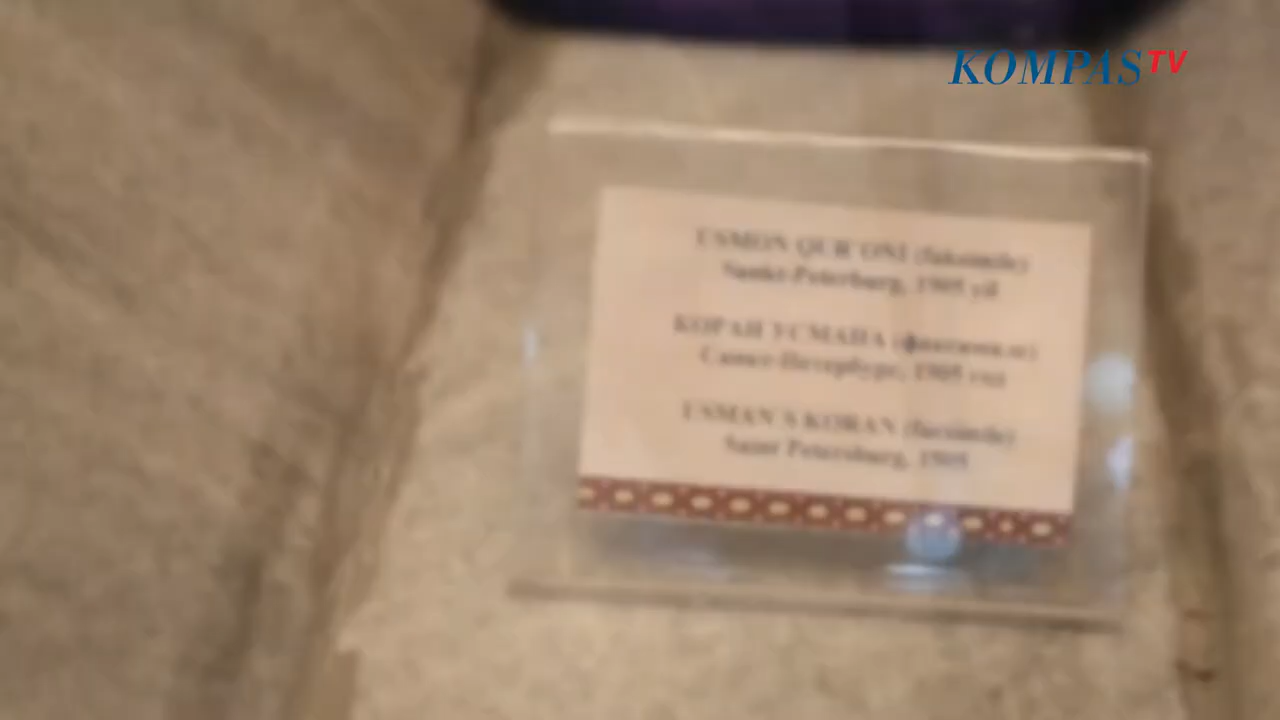 KOMPASTV
USMON QUR'ONI (faksimile)
Sankt-Peterburg, 1905 yil
КОРАН УСМАНА (факсимиле)
Санкт-Петербург, 1905 год
USMAN'S KORAN (facsimile)
Saint Petersburg, 1905